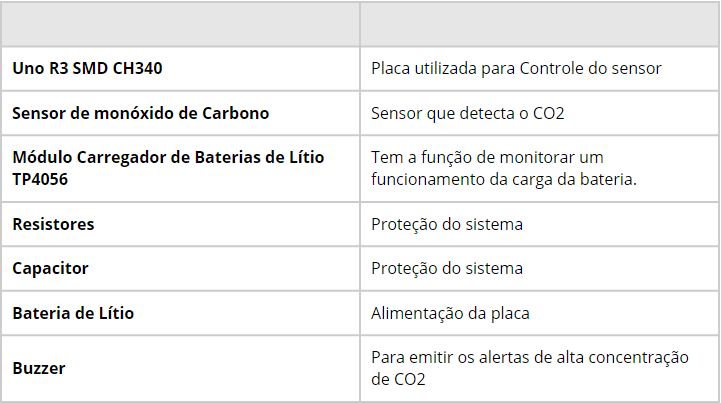 Uno R3 SMD CH340
Placa utilizada para Controle do sensor
Sensor de monóxido de Carbono
Sensor que detecta o CO2
Módulo Carregador de Baterias de Lítio
TP4056
Tem a função de monitorar um
funcionamento da carga da bateria.
Resistores
Proteção do sistema
Capacitor
Proteção do sistema
Bateria de Lítio
Alimentação da placa
Buzzer
Para emitir os alertas de alta concentração
de CO2